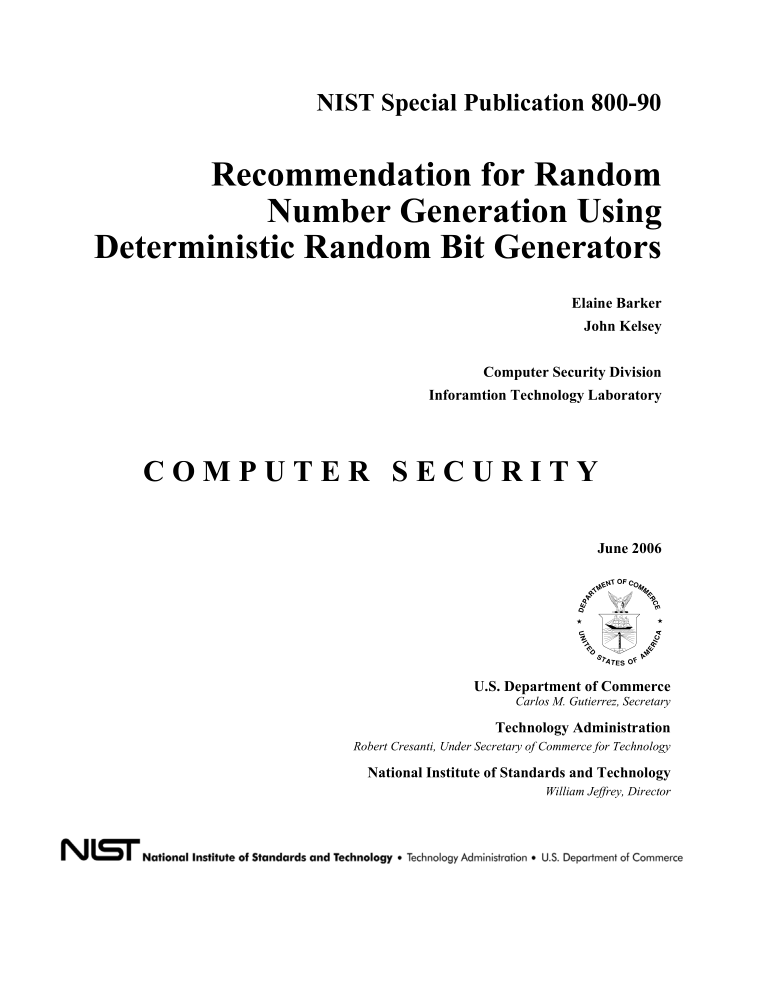 NIST Special Publication 800-90
Recommendation for Random
Number Generation Using
Deterministic Random Bit Generators
Elaine Barker
John Kelsey
Computer Security Division
Inforamtion Technology Laboratory
C O M P U T E R   S E C U R I T Y
June 2006
DEPARTMENT OF COMMERCE
★ UNITED STATES OF AMERICA ★
U.S. Department of Commerce
Carlos M. Gutierrez, Secretary
Technology Administration
Robert Cresanti, Under Secretary of Commerce for Technology
National Institute of Standards and Technology
William Jeffrey, Director
NIST National Institute of Standards and Technology • Technology Administration • U.S. Department of Commerce